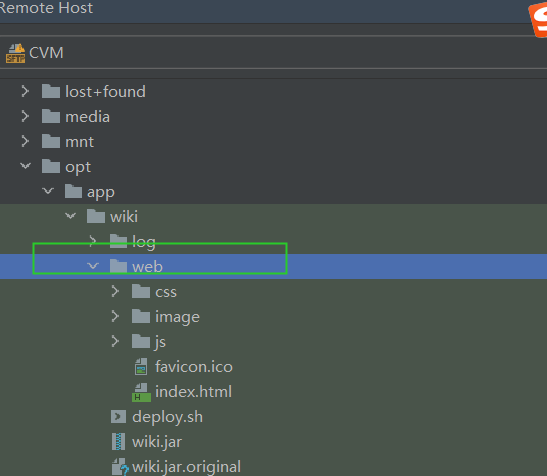 Remote Host
CVM
lost+found
media
mnt
opt
app
wiki
log
web
css
image
js
favicon.ico
index.html
deploy.sh
wiki.jar
wiki.jar.original